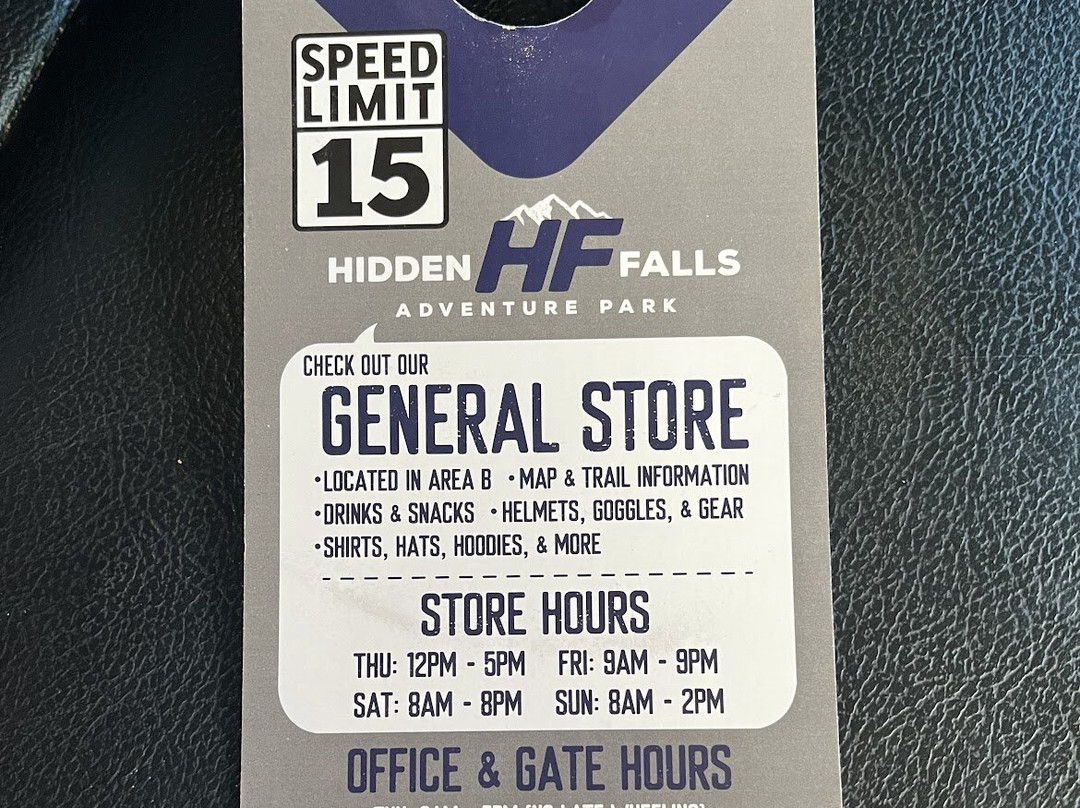 SPEED
LIMIT
15
HIDDEN HF FALLS
ADVENTURE PARK
CHECK OUT OUR
GENERAL STORE
•LOCATED IN AREA B •MAP & TRAIL INFORMATION
•DRINKS & SNACKS •HELMETS, GOGGLES, & GEAR
•SHIRTS, HATS, HOODIES, & MORE
STORE HOURS
THU: 12PM - 5PM FRI: 9AM - 9PM
SAT: 8AM - 8PM SUN: 8AM - 2PM
OFFICE & GATE HOURS